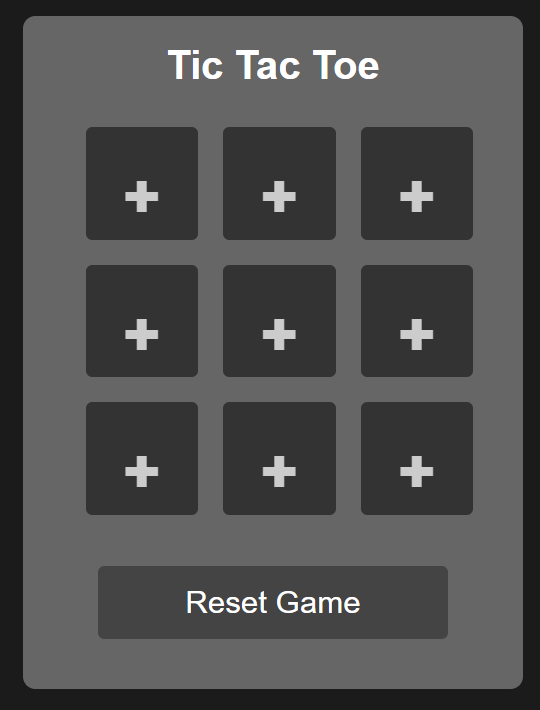 Tic Tac Toe
+ + +
+ + +
+ + +
Reset Game